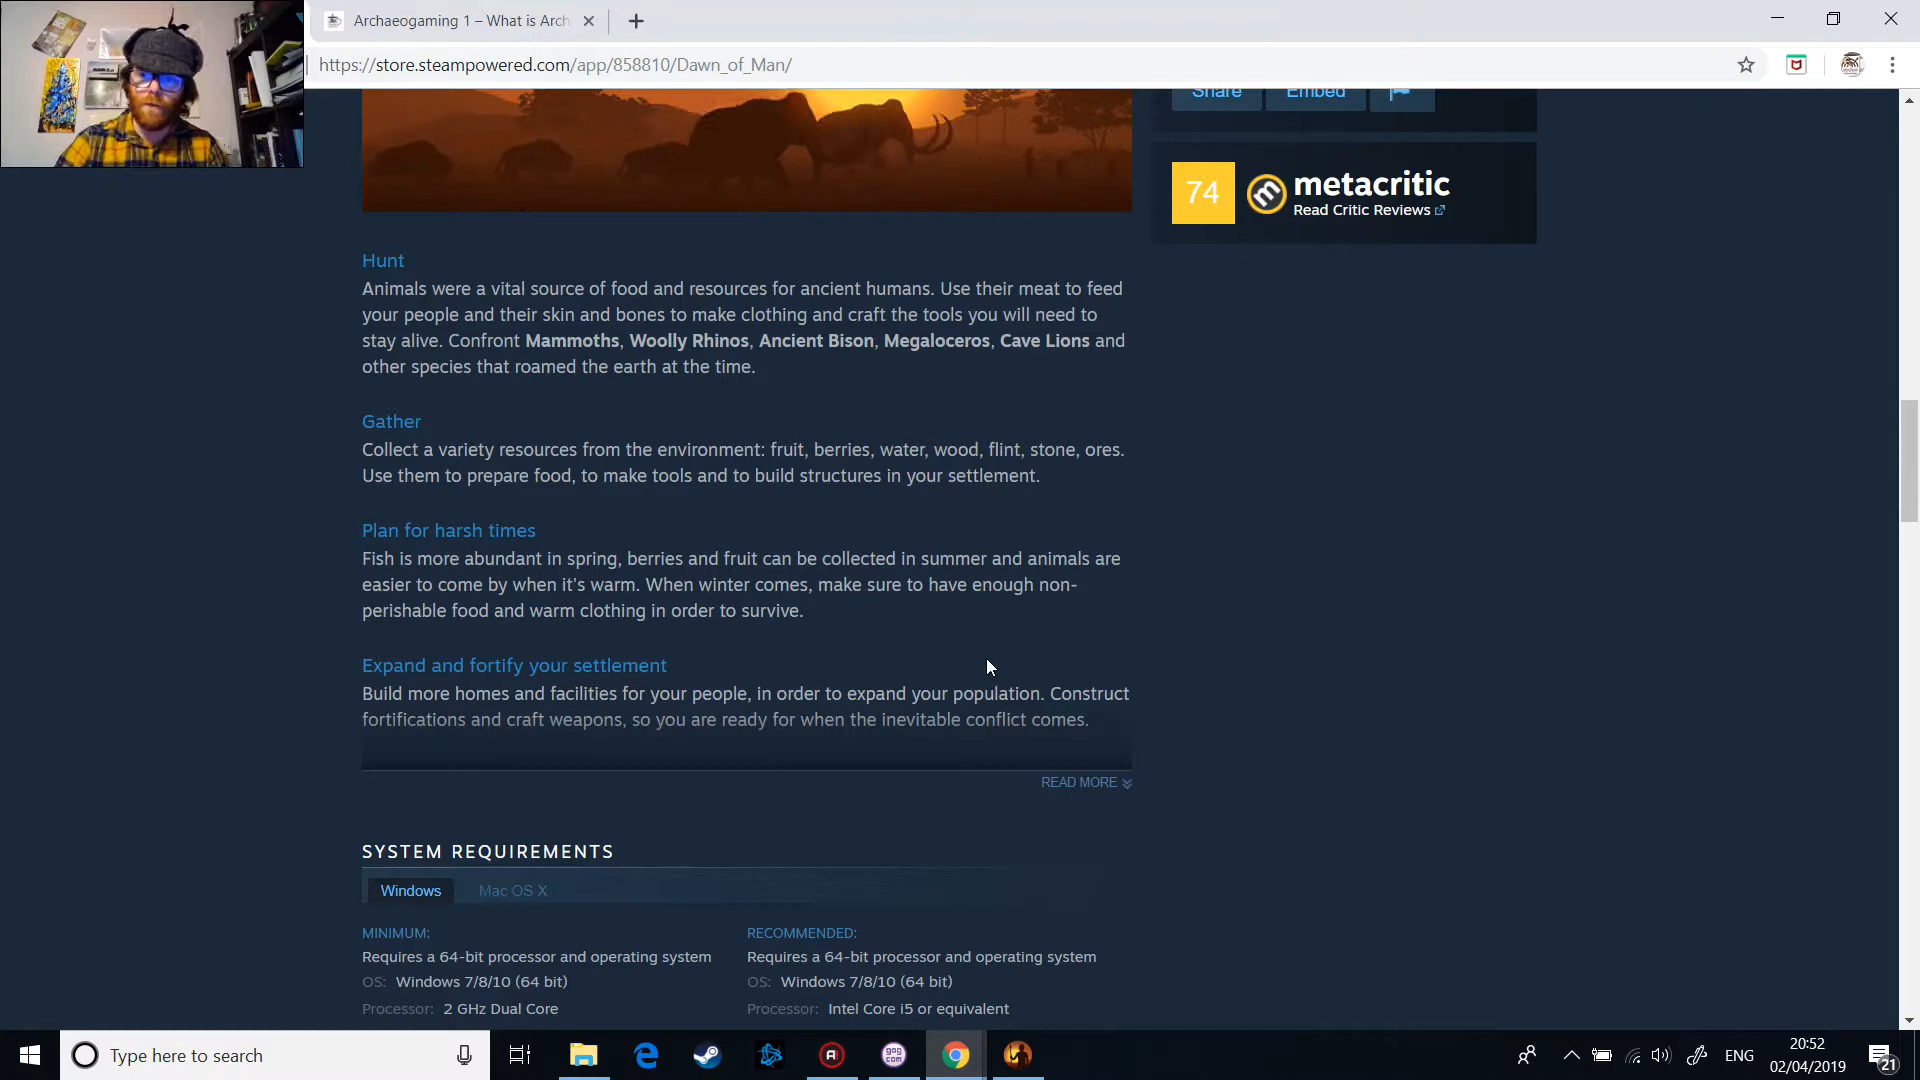 Archaeogaming 1 – What is Arch
https://store.steampowered.com/app/858810/Dawn_of_Man/
Share
Embed
74
metacritic
Read Critic Reviews
Hunt
Animals were a vital source of food and resources for ancient humans. Use their meat to feed
your people and their skin and bones to make clothing and craft the tools you will need to
stay alive. Confront Mammoths, Woolly Rhinos, Ancient Bison, Megaloceros, Cave Lions and
other species that roamed the earth at the time.
Gather
Collect a variety resources from the environment: fruit, berries, water, wood, flint, stone, ores.
Use them to prepare food, to make tools and to build structures in your settlement.
Plan for harsh times
Fish is more abundant in spring, berries and fruit can be collected in summer and animals are
easier to come by when it's warm. When winter comes, make sure to have enough non-
perishable food and warm clothing in order to survive.
Expand and fortify your settlement
Build more homes and facilities for your people, in order to expand your population. Construct
fortifications and craft weapons, so you are ready for when the inevitable conflict comes.
READ MORE
SYSTEM REQUIREMENTS
Windows
Mac OS X
MINIMUM:
Requires a 64-bit processor and operating system
OS: Windows 7/8/10 (64 bit)
Processor: 2 GHz Dual Core
RECOMMENDED:
Requires a 64-bit processor and operating system
OS: Windows 7/8/10 (64 bit)
Processor: Intel Core i5 or equivalent
Type here to search
gog
com
ENG
20:52
02/04/2019
21